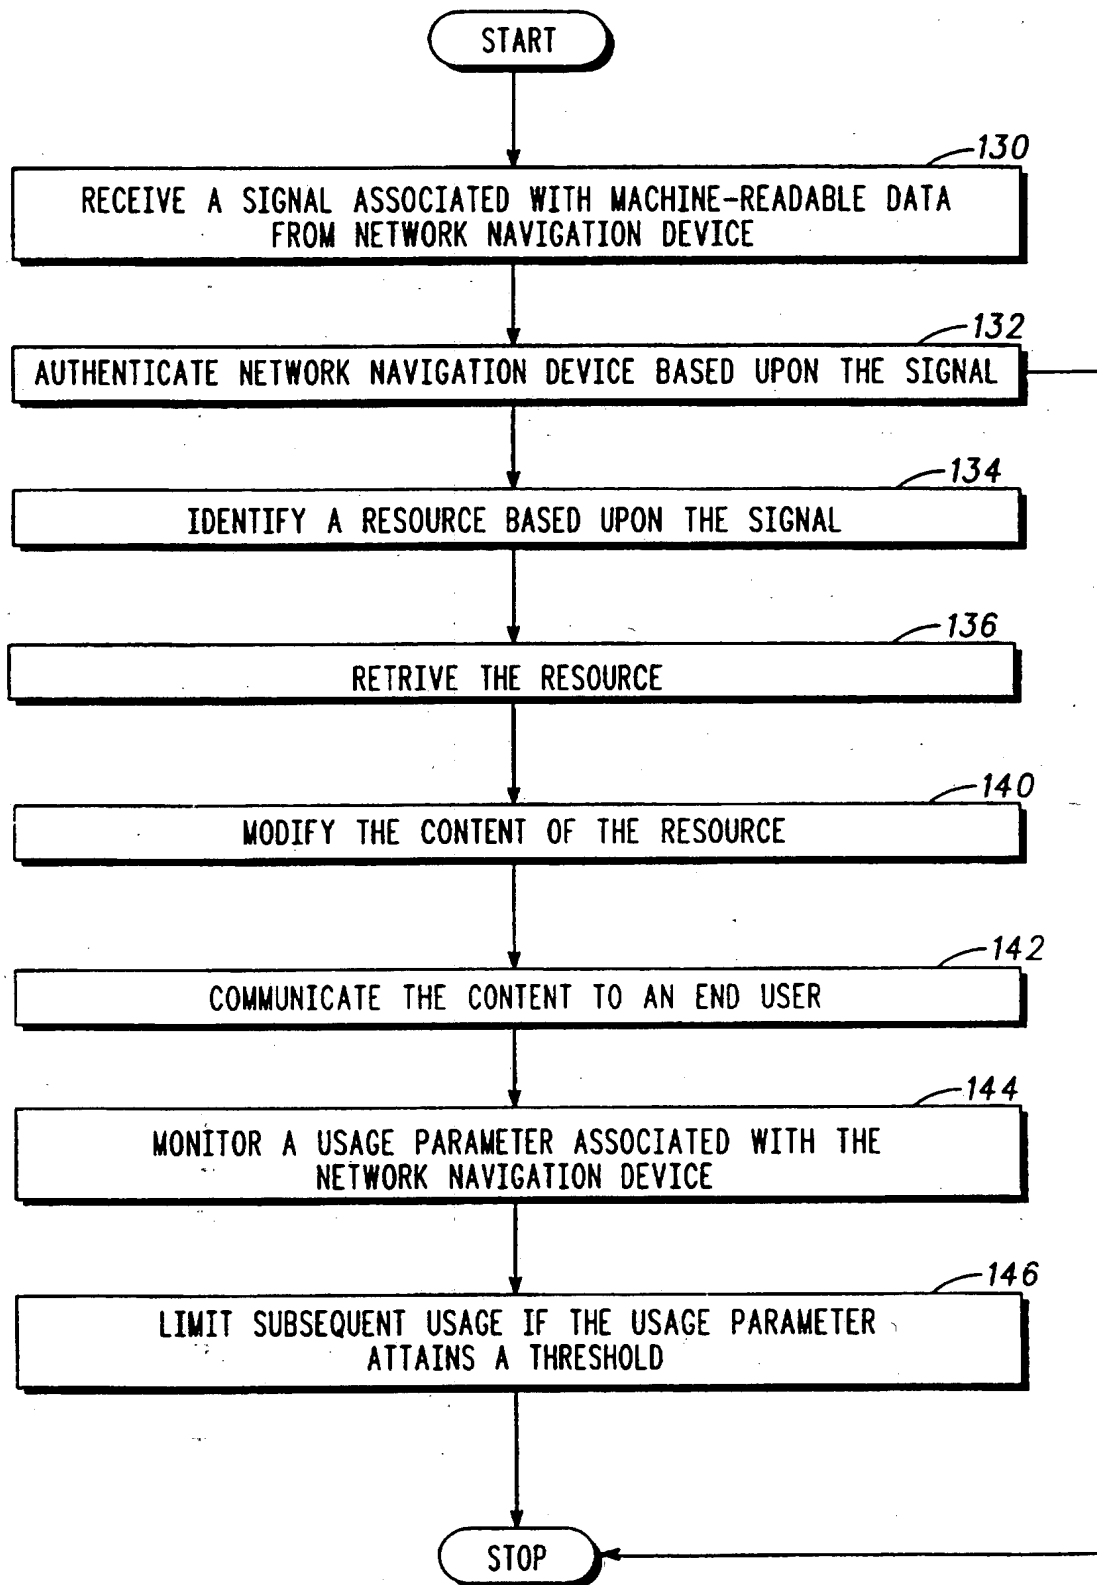 START
130
RECEIVE A SIGNAL ASSOCIATED WITH MACHINE-READABLE DATA
FROM NETWORK NAVIGATION DEVICE
132
AUTHENTICATE NETWORK NAVIGATION DEVICE BASED UPON THE SIGNAL
134
IDENTIFY A RESOURCE BASED UPON THE SIGNAL
136
RETRIVE THE RESOURCE
140
MODIFY THE CONTENT OF THE RESOURCE
142
COMMUNICATE THE CONTENT TO AN END USER
144
MONITOR A USAGE PARAMETER ASSOCIATED WITH THE
NETWORK NAVIGATION DEVICE
146
LIMIT SUBSEQUENT USAGE IF THE USAGE PARAMETER
ATTAINS A THRESHOLD
STOP